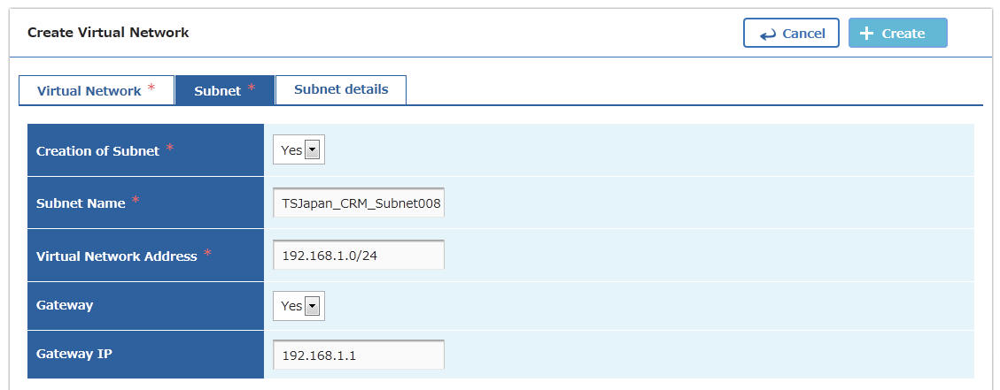 Create Virtual Network
Cancel
+ Create
Virtual Network *
Subnet *
Subnet details
Creation of Subnet * Yes
Subnet Name * TSJapan_CRM_Subnet008
Virtual Network Address * 192.168.1.0/24
Gateway Yes
Gateway IP 192.168.1.1